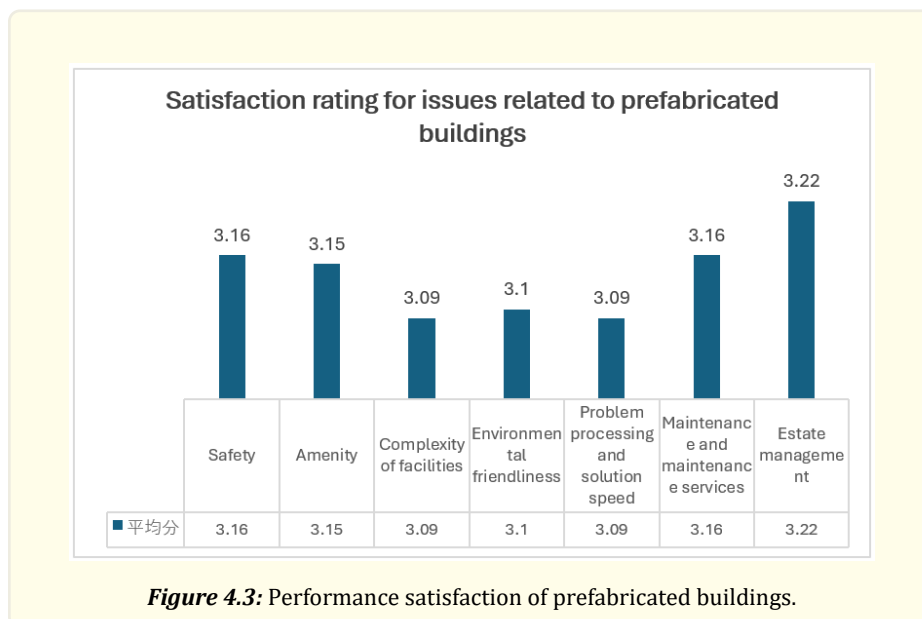 Satisfaction rating for issues related to prefabricated
buildings
3.16
3.15
3.09
3.1
3.09
3.16
3.22
Safety
Amenity
Complexity
of facilities
Environmen
tal
friendliness
Problem
processing
and
solution
speed
Maintenanc
e and
maintenanc
e services
Estate
manageme
nt
平均分 3.16 3.15 3.09 3.1 3.09 3.16 3.22
Figure 4.3: Performance satisfaction of prefabricated buildings.